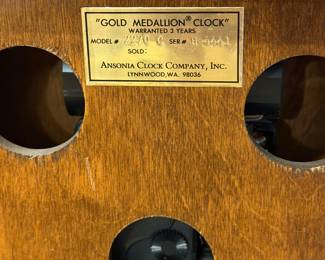 "GOLD MEDALLION® CLOCK"
WARRANTED 3 YEARS
MODEL # SER.#
SOLD:
ANSONIA CLOCK COMPANY, INC.
LYNNWOOD, WA. 98036